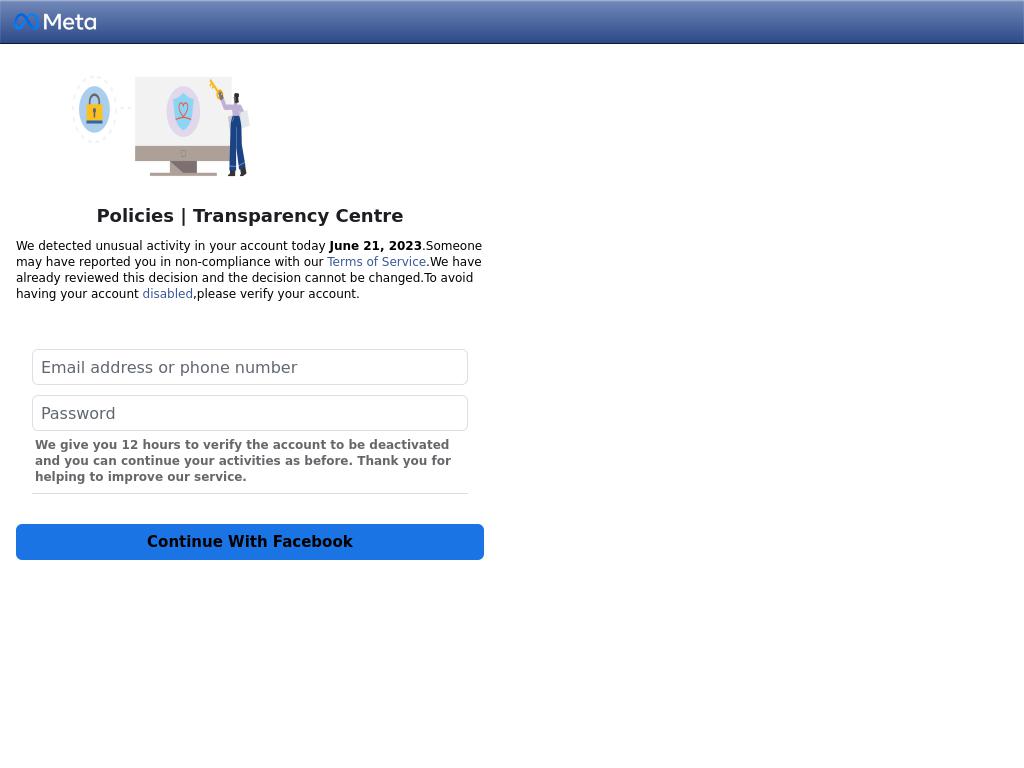 Meta
Policies | Transparency Centre
We detected unusual activity in your account today June 21, 2023.Someone
may have reported you in non-compliance with our Terms of Service.We have
already reviewed this decision and the decision cannot be changed.To avoid
having your account disabled,please verify your account.
Email address or phone number
Password
We give you 12 hours to verify the account to be deactivated
and you can continue your activities as before. Thank you for
helping to improve our service.
Continue With Facebook